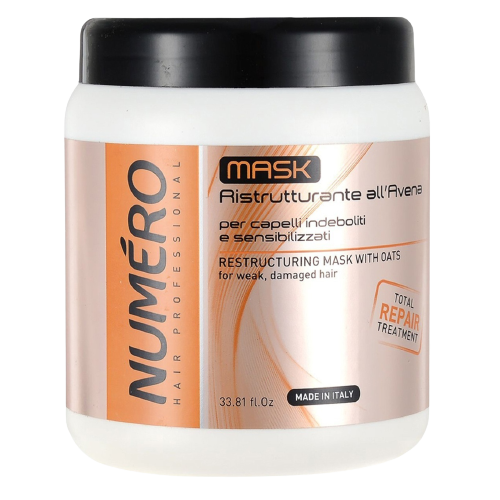 NUMÉRO
HAIR PROFESSIONAL
MASK
Ristrutturante all'Avena
per capelli indeboliti
e sensibilizzati
RESTRUCTURING MASK WITH OATS
for weak, damaged hair
TOTAL
REPAIR
TREATMENT
33.81 fl.Oz
MADE IN ITALY